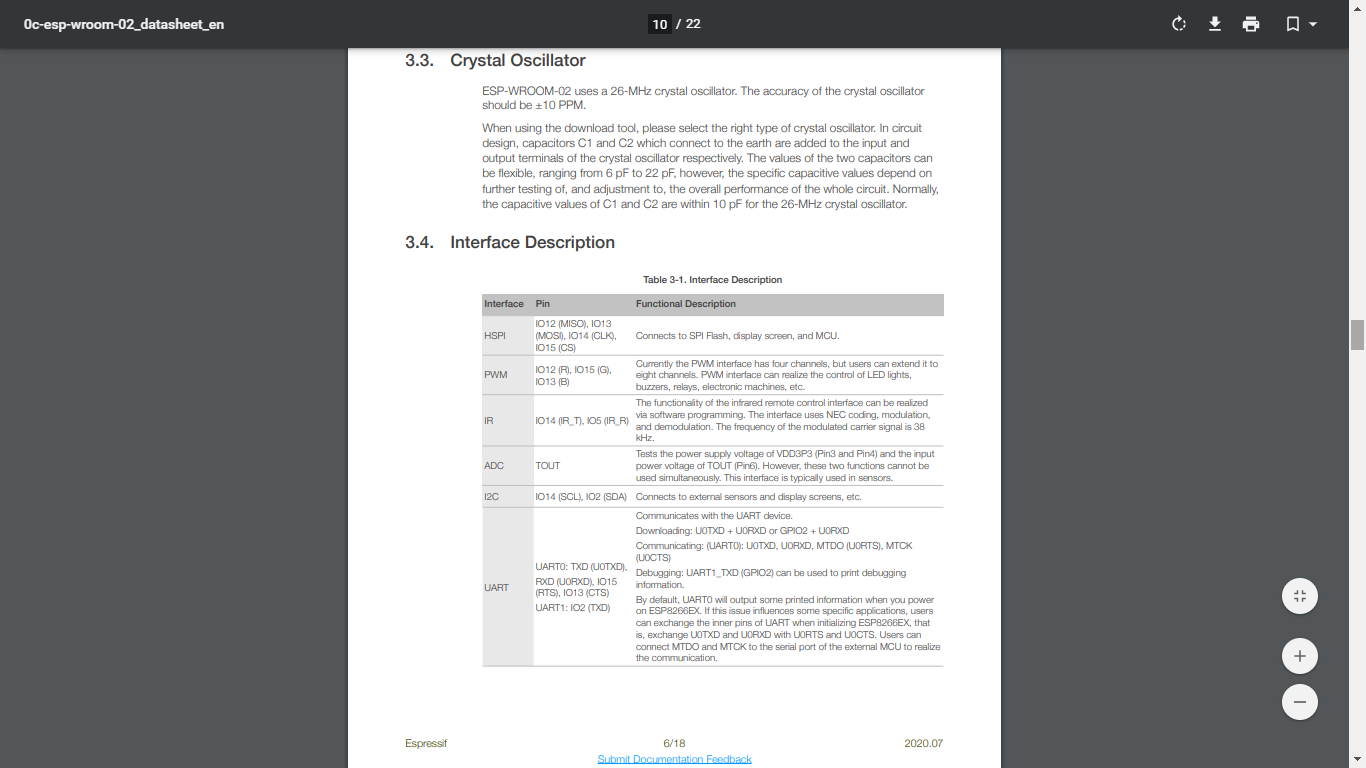 0c-esp-wroom-02_datasheet_en
10 / 22
3.3. Crystal Oscillator
ESP-WROOM-02 uses a 26-MHz crystal oscillator. The accuracy of the crystal oscillator
should be ±10 PPM.
When using the download tool, please select the right type of crystal oscillator. In circuit
design, capacitors C1 and C2 which connect to the earth are added to the input and
output terminals of the crystal oscillator respectively. The values of the two capacitors can
be flexible, ranging from 6 pF to 22 pF, however, the specific capacitive values depend on
further testing of, and adjustment to, the overall performance of the whole circuit. Normally,
the capacitive values of C1 and C2 are within 10 pF for the 26-MHz crystal oscillator.
3.4. Interface Description
Table 3-1. Interface Description
Interface Pin Functional Description
HSPI
IO12 (MISO), IO13
(MOSI), IO14 (CLK),
IO15 (CS)
Connects to SPI Flash, display screen, and MCU.
PWM
IO12 (R), IO15 (G),
IO13 (B)
Currently the PWM interface has four channels, but users can extend it to
eight channels. PWM interface can realize the control of LED lights,
buzzers, relays, electronic machines, etc.
IR
IO14 (IR_T), IO5 (IR_R)
The functionality of the infrared remote control interface can be realized
via software programming. The interface uses NEC coding, modulation,
and demodulation. The frequency of the modulated carrier signal is 38
kHz.
ADC
TOUT
Tests the power supply voltage of VDD3P3 (Pin3 and Pin4) and the input
power voltage of TOUT (Pin6). However, these two functions cannot be
used simultaneously. This interface is typically used in sensors.
I2C
IO14 (SCL), IO2 (SDA)
Connects to external sensors and display screens, etc.
UART
UART0: TXD (U0TXD),
RXD (U0RXD), IO15
(RTS), IO13 (CTS)
UART1: IO2 (TXD)
Communicates with the UART device.
Downloading: U0TXD + U0RXD or GPIO2 + U0RXD
Communicating: (UART0): U0TXD, U0RXD, MTDO (U0RTS), MTCK
(U0CTS)
Debugging: UART1_TXD (GPIO2) can be used to print debugging
information.
By default, UART0 will output some printed information when you power
on ESP8266EX. If this issue influences some specific applications, users
can exchange the inner pins of UART when initializing ESP8266EX, that
is, exchange U0TXD and U0RXD with U0RTS and U0CTS. Users can
connect MTDO and MTCK to the serial port of the external MCU to realize
the communication.
Espressif 6/18 2020.07
Submit Documentation Feedback